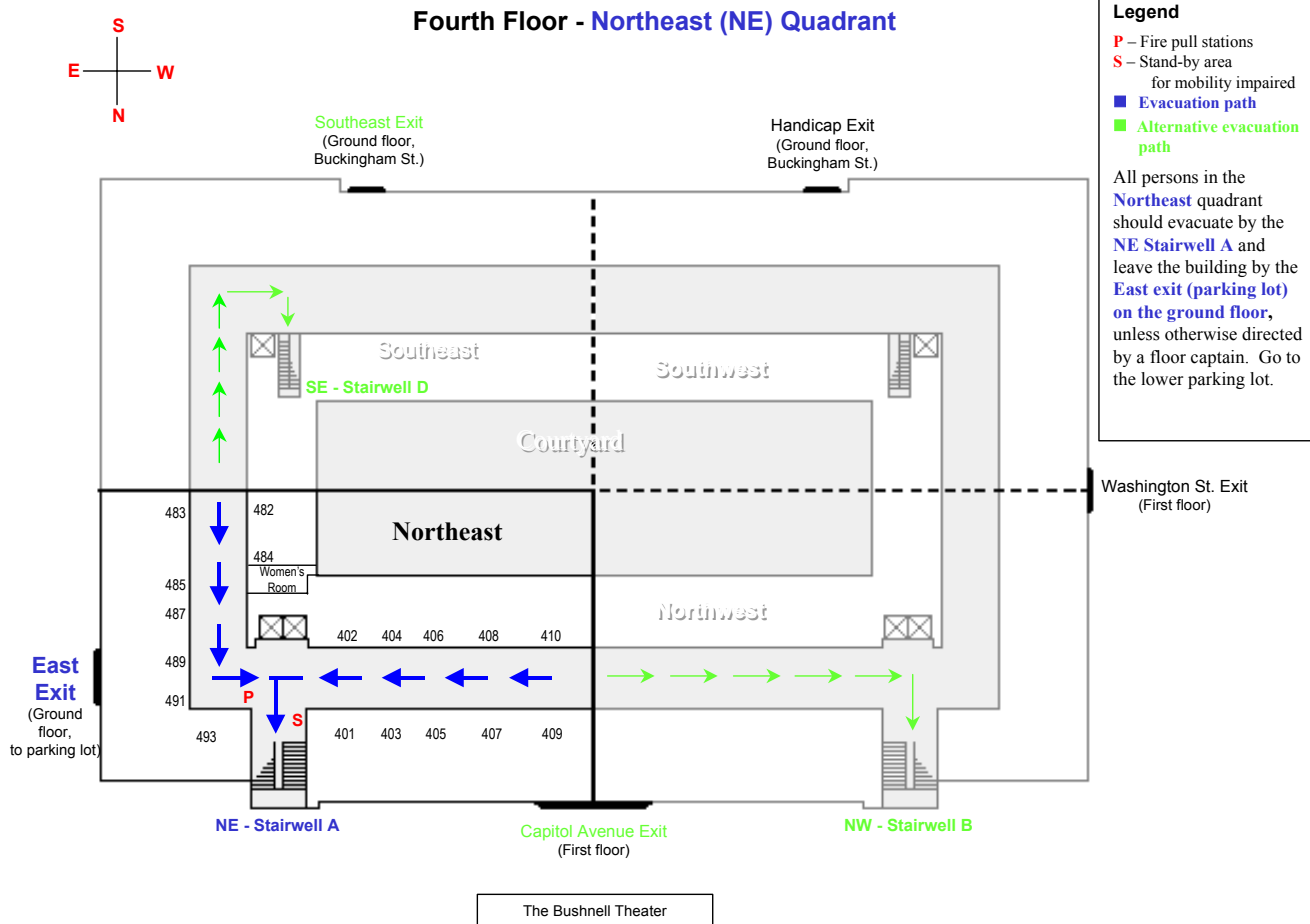 Fourth Floor - Northeast (NE) Quadrant
S
E
W
N
Legend
P – Fire pull stations
S – Stand-by area
for mobility impaired
Evacuation path
Alternative evacuation
path
All persons in the
Northeast quadrant
should evacuate by the
NE Stairwell A and
leave the building by the
East exit (parking lot)
on the ground floor,
unless otherwise directed
by a floor captain. Go to
the lower parking lot.
Southeast Exit
(Ground floor,
Buckingham St.)
Handicap Exit
(Ground floor,
Buckingham St.)
Southeast
Southwest
SE - Stairwell D
Courtyard
Washington St. Exit
(First floor)
483
482
Northeast
484
Women's
Room
485
487
Northwest
402
404
406
408
410
489
East
Exit
(Ground
floor,
to parking lot)
491
P
S
493
401
403
405
407
409
NE - Stairwell A
Capitol Avenue Exit
(First floor)
NW - Stairwell B
The Bushnell Theater